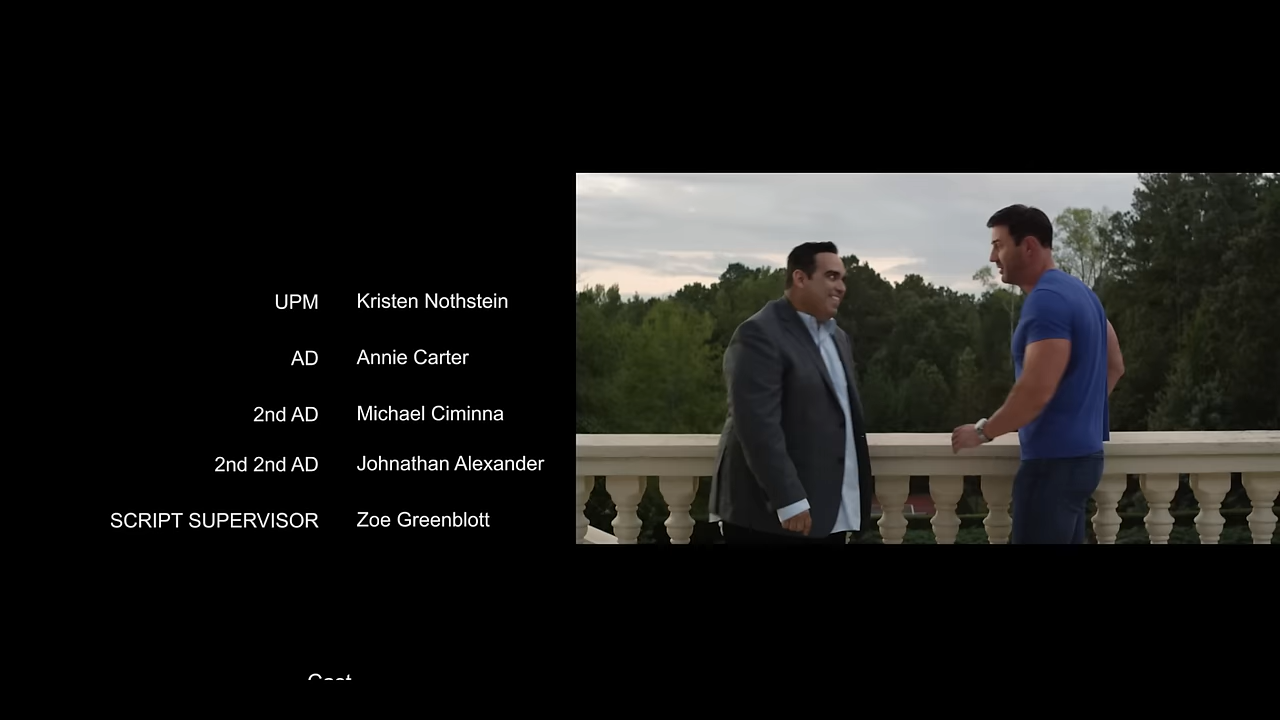 UPM Kristen Nothstein
AD Annie Carter
2nd AD Michael Ciminna
2nd 2nd AD Johnathan Alexander
SCRIPT SUPERVISOR Zoe Greenblott
Cast